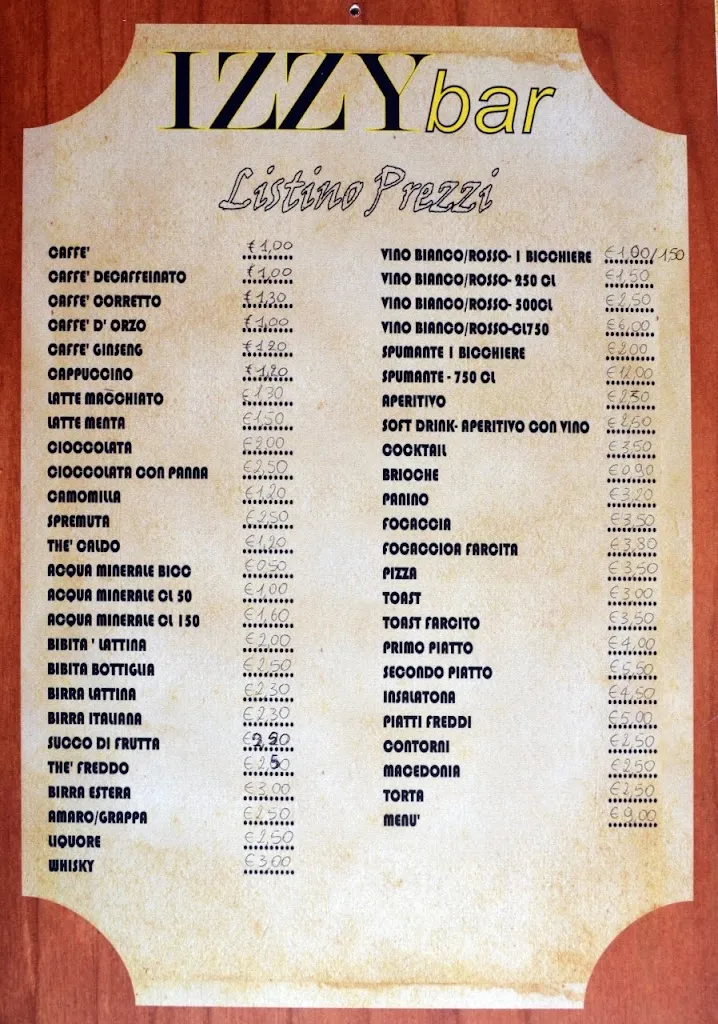 IZZY bar
Listino Prezzi
CAFFE' € 1,00
CAFFE' DECAFFEINATO € 1,00
CAFFE' CORRETTO € 1,30
CAFFE' D' ORZO € 1,00
CAFFE' GINSENG € 1,20
CAPPUCCINO € 1,20
LATTE MACCHIATO € 1,30
LATTE MENTA € 1,50
CIOCCOLATA € 2,00
CIOCCOLATA CON PANNA € 2,50
CAMOMILLA € 1,20
SPREMUTA € 2,50
THE' CALDO € 1,20
ACQUA MINERALE BICC € 0,50
ACQUA MINERALE CL 50 € 1,00
ACQUA MINERALE CL 150 € 1,60
BIBITA ' LATTINA € 2,00
BIBITA BOTTIGLIA € 2,50
BIRRA LATTINA € 2,30
BIRRA ITALIANA € 2,30
SUCCO DI FRUTTA
THE' FREDDO
BIRRA ESTERA € 3,00
AMARO/GRAPPA € 2,50
LIQUORE € 2,50
WHISKY € 3,00
VINO BIANCO/ROSSO- 1 BICCHIERE € 1,00/1,50
VINO BIANCO/ROSSO- 250 CL € 1,50
VINO BIANCO/ROSSO- 500CL € 2,50
VINO BIANCO/ROSSO-CL750 € 6,00
SPUMANTE 1 BICCHIERE € 2,00
SPUMANTE - 750 CL € 12,00
APERITIVO
SOFT DRINK- APERITIVO CON VINO € 2,50
COCKTAIL € 3,50
BRIOCHE € 0,90
PANINO € 3,20
FOCACCIA € 3,50
FOCACCICA FARCITA € 3,80
PIZZA € 3,50
TOAST € 3,00
TOAST FARCITO € 3,50
PRIMO PIATTO € 4,00
SECONDO PIATTO € 5,50
INSALATONA € 4,50
PIATTI FREDDI € 5,00
CONTORNI € 2,50
MACEDONIA € 2,50
TORTA € 2,50
MENU' € 9,00